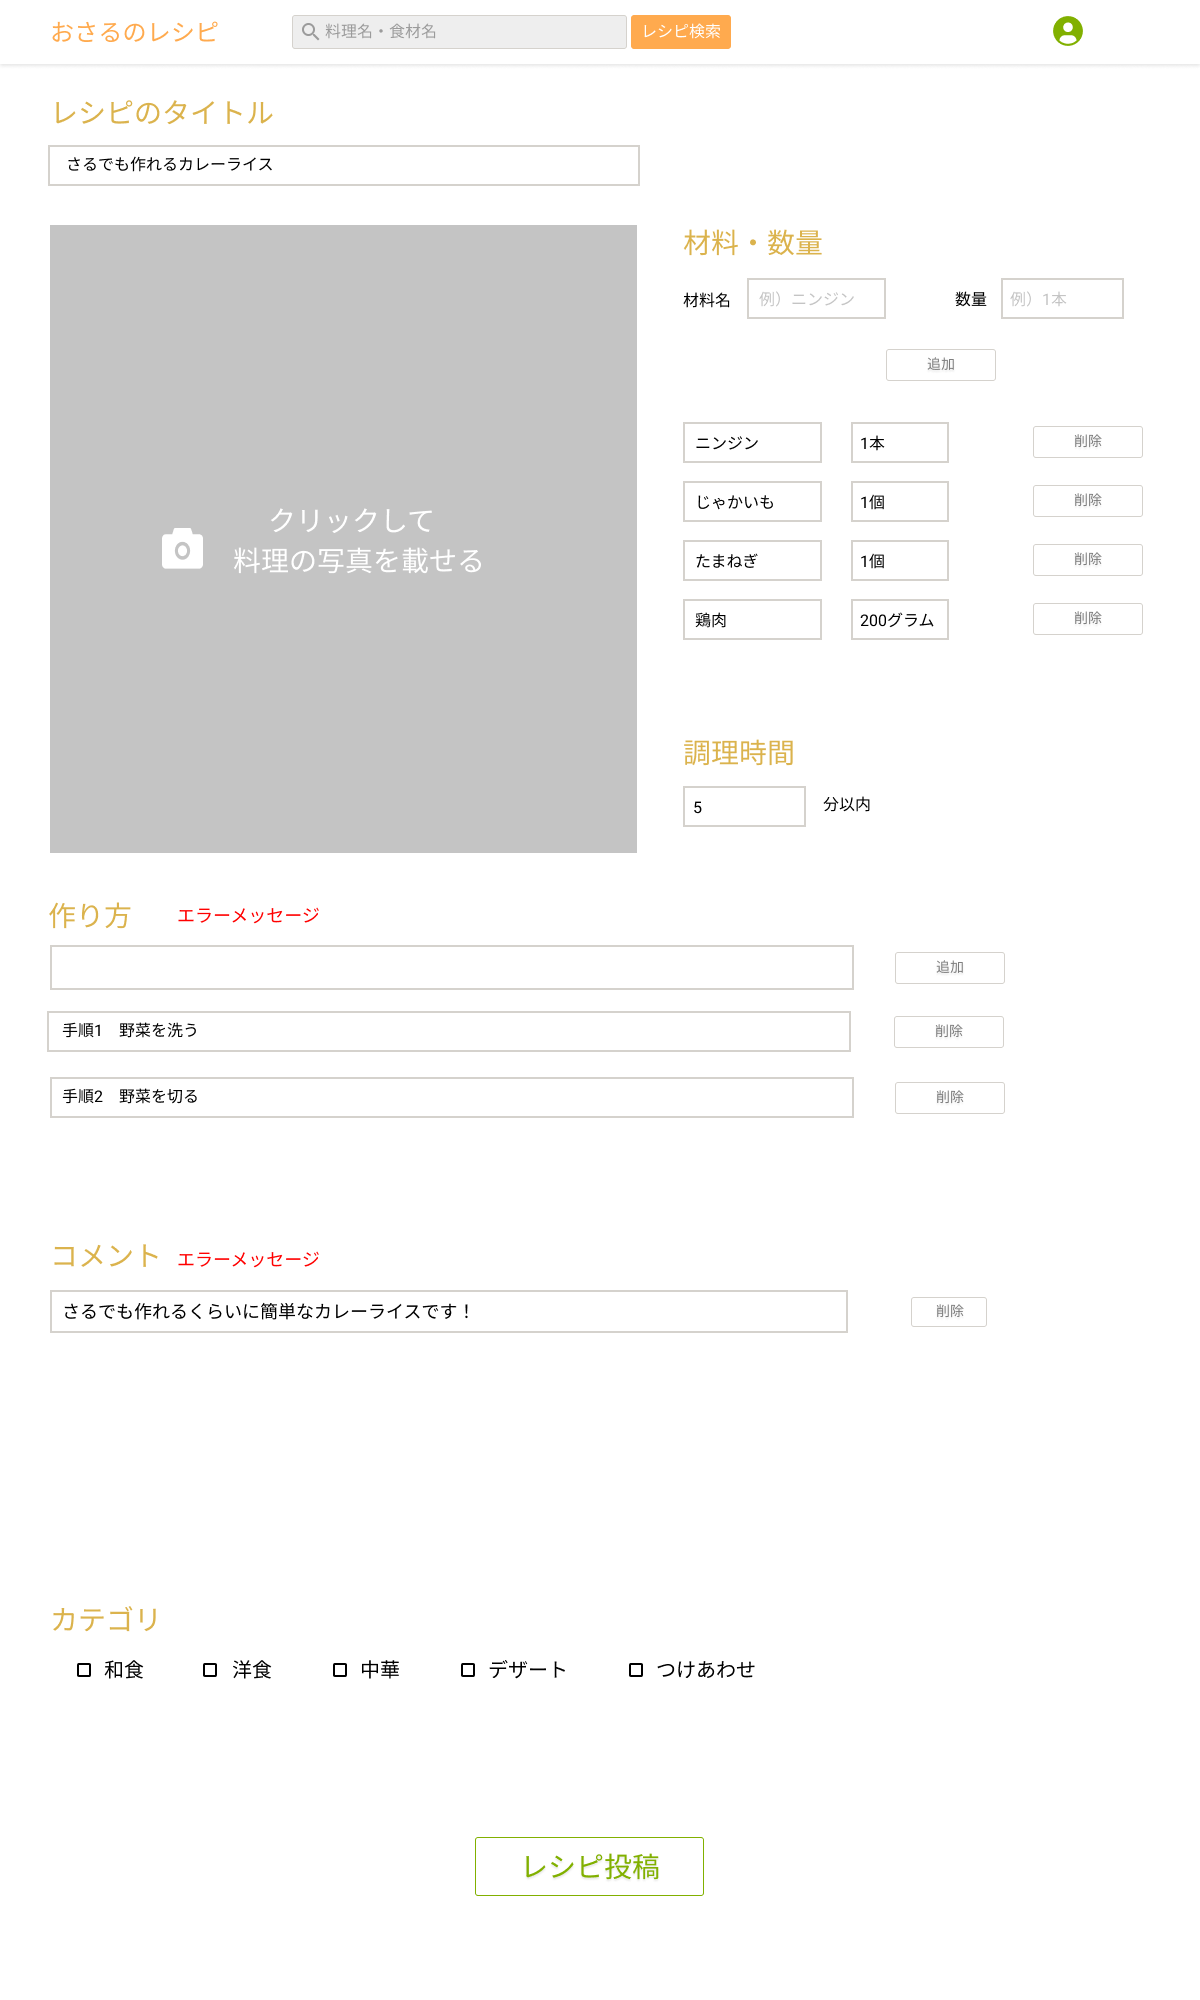 おさるのレシピ
料理名・食材名
レシピ検索
レシピのタイトル
さるでも作れるカレーライス
クリックして
料理の写真を載せる
材料・数量
材料名
例）ニンジン
数量
例）1本
追加
ニンジン
1本
削除
じゃかいも
1個
削除
たまねぎ
1個
削除
鶏肉
200グラム
削除
調理時間
5
分以内
作り方
エラーメッセージ
追加
手順1　野菜を洗う
削除
手順2　野菜を切る
削除
コメント
エラーメッセージ
さるでも作れるくらいに簡単なカレーライスです！
削除
カテゴリ
和食
洋食
中華
デザート
つけあわせ
レシピ投稿